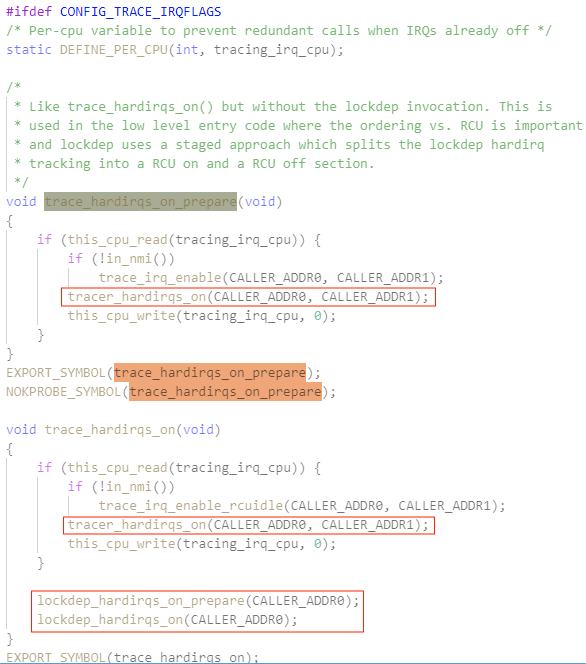 #ifdef CONFIG_TRACE_IRQFLAGS
/* Per-cpu variable to prevent redundant calls when IRQs already off */
static DEFINE_PER_CPU(int, tracing_irq_cpu);
/*
 * Like trace_hardirqs_on() but without the lockdep invocation. This is
 * used in the low level entry code where the ordering vs. RCU is important
 * and lockdep uses a staged approach which splits the lockdep hardirq
 * tracking into a RCU on and a RCU off section.
 */
void trace_hardirqs_on_prepare(void)
{
    if (this_cpu_read(tracing_irq_cpu)) {
        if (!in_nmi())
            trace_irq_enable(CALLER_ADDR0, CALLER_ADDR1);
        tracer_hardirqs_on(CALLER_ADDR0, CALLER_ADDR1);
        this_cpu_write(tracing_irq_cpu, 0);
    }
}
EXPORT_SYMBOL(trace_hardirqs_on_prepare);
NOKPROBE_SYMBOL(trace_hardirqs_on_prepare);
void trace_hardirqs_on(void)
{
    if (this_cpu_read(tracing_irq_cpu)) {
        if (!in_nmi())
            trace_irq_enable_rcuidle(CALLER_ADDR0, CALLER_ADDR1);
        tracer_hardirqs_on(CALLER_ADDR0, CALLER_ADDR1);
        this_cpu_write(tracing_irq_cpu, 0);
    }
    lockdep_hardirqs_on_prepare(CALLER_ADDR0);
    lockdep_hardirqs_on(CALLER_ADDR0);
}
EXPORT_SYMBOL(trace_hardirqs_on);